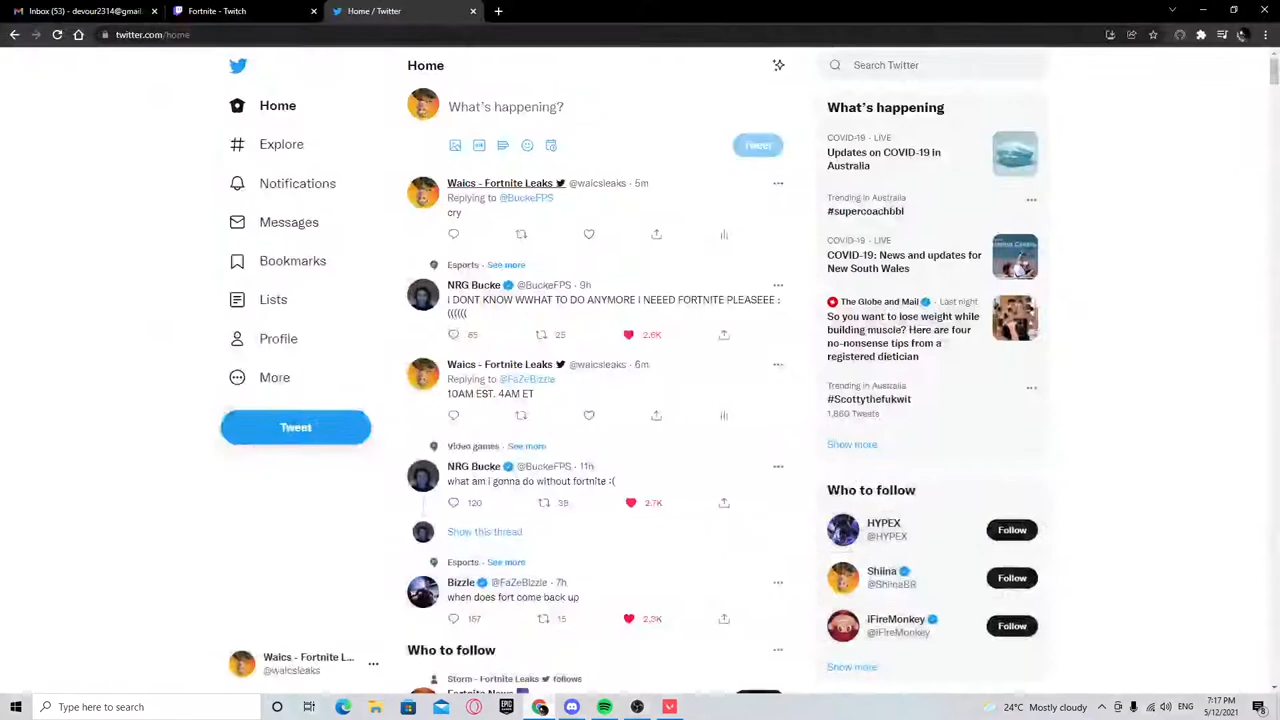 Inbox (53) - devour2314@gmail.
Fortnite - Twitch
Home / Twitter
twitter.com/home
Home
Explore
Notifications
Messages
Bookmarks
Lists
Profile
More
Tweet
Waics - Fortnite L...
@waicsleaks
Home
What's happening?
Tweet
Waics - Fortnite Leaks @waicsleaks · 5m
Replying to @BuckeFPS
cry
Esports · See more
NRG Bucke @BuckeFPS · 9h
I DONT KNOW WWHAT TO DO ANYMORE I NEEED FORTNITE PLEASEEE :
((((((
85 25 2.6K
Waics - Fortnite Leaks @waicsleaks · 6m
Replying to @FaZeBizzle
10AM EST. 4AM ET
Video games · See more
NRG Bucke @BuckeFPS · 11h
what am i gonna do without fortnite :(
120 39 2.7K
Show this thread
Esports · See more
Bizzle @FaZeBizzle · 7h
when does fort come back up
157 15 2.3K
Who to follow
Storm - Fortnite Leaks follows
Fortnite News
Search Twitter
What's happening
COVID-19 · LIVE
Updates on COVID-19 in
Australia
Trending in Australia
#supercoachbbl
COVID-19 · LIVE
COVID-19: News and updates for
New South Wales
The Globe and Mail · Last night
So you want to lose weight while
building muscle? Here are four
no-nonsense tips from a
registered dietician
Trending in Australia
#Scottythefukwit
1,860 Tweets
Show more
Who to follow
HYPEX
@HYPEX
Follow
Shiina
@ShiinaBR
Follow
iFireMonkey
@iFireMonkey
Follow
Show more
Type here to search
EPIC
24°C Mostly cloudy
ENG
7:17 PM
5/12/2021